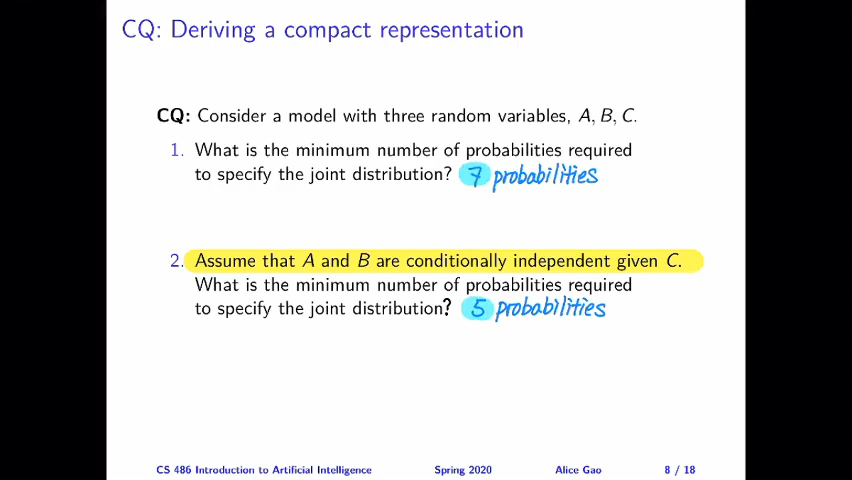 CQ: Deriving a compact representation
CQ: Consider a model with three random variables, A, B, C.
1. What is the minimum number of probabilities required
to specify the joint distribution? 7 probabilities
2. Assume that A and B are conditionally independent given C.
What is the minimum number of probabilities required
to specify the joint distribution? 5 probabilities
CS 486 Introduction to Artificial Intelligence Spring 2020 Alice Gao 8 / 18